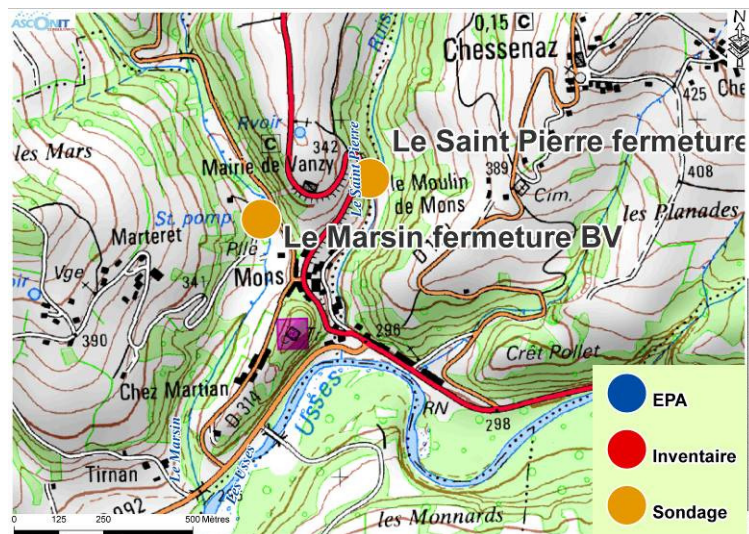 ASCONIT
CONSULTANTS
N
0,15 C
Chessenaz
Che
425
408
Ruis
Rvoir
342
C
Mairie de Vanzy
Le Saint Pierre
Le Saint Pierre fermeture
les Mars
389
Cim.
le Moulin
de Mons
les Planades
St. pomp.
Plle
Le Marsin fermeture BV
Marteret
Vge
341
Mons
390
296
Crêt Pollet
Chez Martian
D 314
Usses
RN
298
Le Marsin
Les Usses
Tirnan
les Monnards
EPA
Inventaire
Sondage
0 125 250 500 Mètres